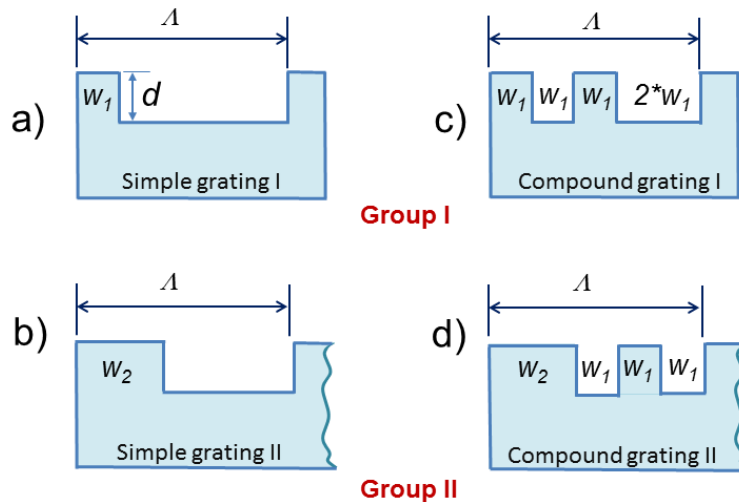 Λ
a)
W1
d
Simple grating I
Λ
c)
W1
W1
W1
2*W1
Compound grating I
Group I
Λ
b)
W2
Simple grating II
Λ
d)
W2
W1
W1
W1
Compound grating II
Group II